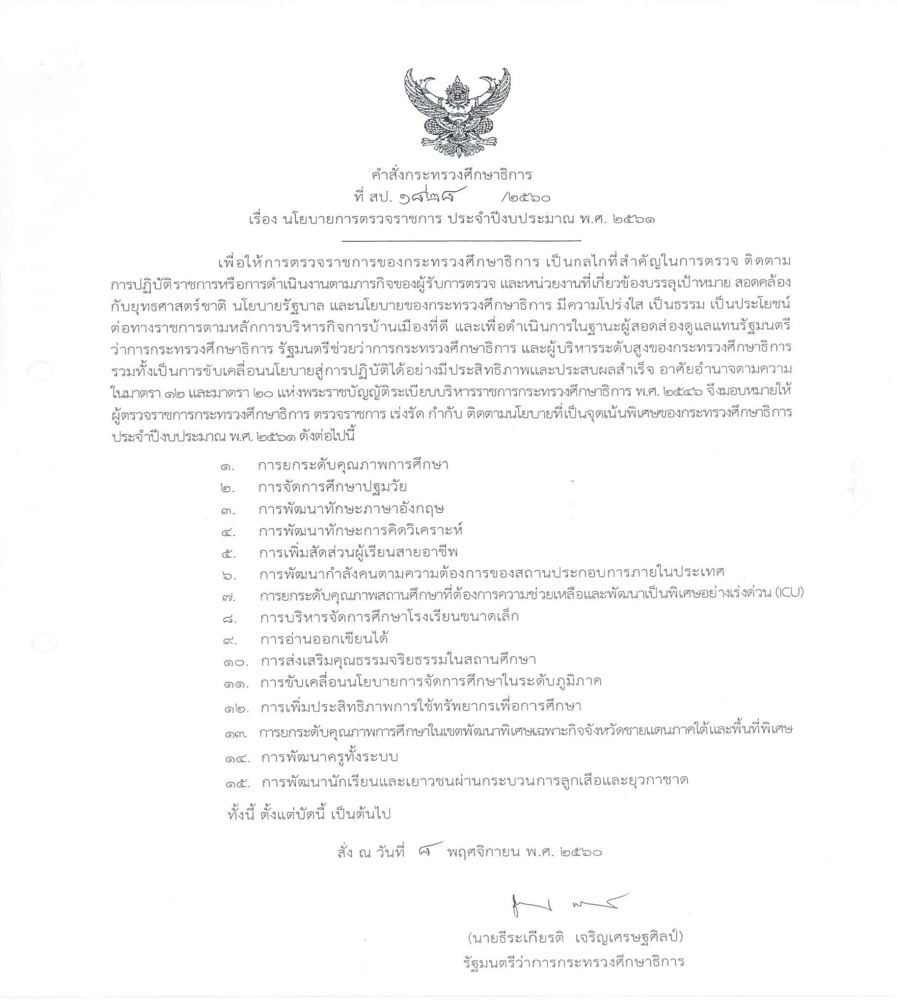 คำสั่งกระทรวงศึกษาธิการ
ที่ สป. ๑๘๒๘ /๒๕๖๐
เรื่อง นโยบายการตรวจราชการ ประจำปีงบประมาณ พ.ศ. ๒๕๖๑
เพื่อให้การตรวจราชการของกระทรวงศึกษาธิการ เป็นกลไกที่สำคัญในการตรวจ ติดตาม
การปฏิบัติราชการหรือการดำเนินงานตามภารกิจของผู้รับการตรวจ และหน่วยงานที่เกี่ยวข้องบรรลุเป้าหมาย สอดคล้อง
กับยุทธศาสตร์ชาติ นโยบายรัฐบาล และนโยบายของกระทรวงศึกษาธิการ มีความโปร่งใส เป็นธรรม เป็นประโยชน์
ต่อทางราชการตามหลักการบริหารกิจการบ้านเมืองที่ดี และเพื่อดำเนินการในฐานะผู้สอดส่องดูแลแทนรัฐมนตรี
ว่าการกระทรวงศึกษาธิการ รัฐมนตรีช่วยว่าการกระทรวงศึกษาธิการ และผู้บริหารระดับสูงของกระทรวงศึกษาธิการ
รวมทั้งเป็นการขับเคลื่อนนโยบายสู่การปฏิบัติได้อย่างมีประสิทธิภาพและประสบผลสำเร็จ อาศัยอำนาจตามความ
ในมาตรา ๑๒ และมาตรา ๒๐ แห่งพระราชบัญญัติระเบียบบริหารราชการกระทรวงศึกษาธิการ พ.ศ. ๒๕๔๖ จึงมอบหมายให้
ผู้ตรวจราชการกระทรวงศึกษาธิการ ตรวจราชการ เร่งรัด กำกับ ติดตามนโยบายที่เป็นจุดเน้นพิเศษของกระทรวงศึกษาธิการ
ประจำปีงบประมาณ พ.ศ. ๒๕๖๑ ดังต่อไปนี้
๑. การยกระดับคุณภาพการศึกษา
๒. การจัดการศึกษาปฐมวัย
๓. การพัฒนาทักษะภาษาอังกฤษ
๔. การพัฒนาทักษะการคิดวิเคราะห์
๕. การเพิ่มสัดส่วนผู้เรียนสายอาชีพ
๖. การพัฒนากำลังคนตามความต้องการของสถานประกอบการภายในประเทศ
๗. การยกระดับคุณภาพสถานศึกษาที่ต้องการความช่วยเหลือและพัฒนาเป็นพิเศษอย่างเร่งด่วน (ICU)
๘. การบริหารจัดการศึกษาโรงเรียนขนาดเล็ก
๙. การอ่านออกเขียนได้
๑๐. การส่งเสริมคุณธรรมจริยธรรมในสถานศึกษา
๑๑. การขับเคลื่อนนโยบายการจัดการศึกษาในระดับภูมิภาค
๑๒. การเพิ่มประสิทธิภาพการใช้ทรัพยากรเพื่อการศึกษา
๑๓. การยกระดับคุณภาพการศึกษาในเขตพัฒนาพิเศษเฉพาะกิจจังหวัดชายแดนภาคใต้และพื้นที่พิเศษ
๑๔. การพัฒนาครูทั้งระบบ
๑๕. การพัฒนานักเรียนและเยาวชนผ่านกระบวนการลูกเสือและยุวกาชาด
ทั้งนี้ ตั้งแต่บัดนี้ เป็นต้นไป
สั่ง ณ วันที่ ๘ พฤศจิกายน พ.ศ. ๒๕๖๐
(นายธีระเกียรติ เจริญเศรษฐศิลป์)
รัฐมนตรีว่าการกระทรวงศึกษาธิการ